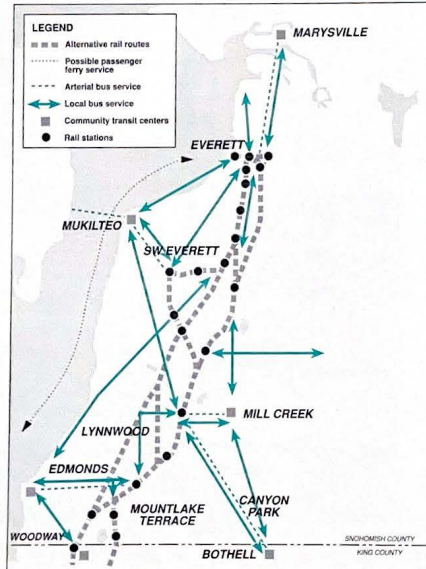 LEGEND
Alternative rail routes
Possible passenger
ferry service
Arterial bus service
Local bus service
Community transit centers
Rail stations
MARYSVILLE
EVERETT
MUKILTEO
SW EVERETT
MILL CREEK
LYNNWOOD
EDMONDS
CANYON
PARK
MOUNTLAKE
TERRACE
WOODWAY
SNOHOMISH COUNTY
KING COUNTY
BOTHELL